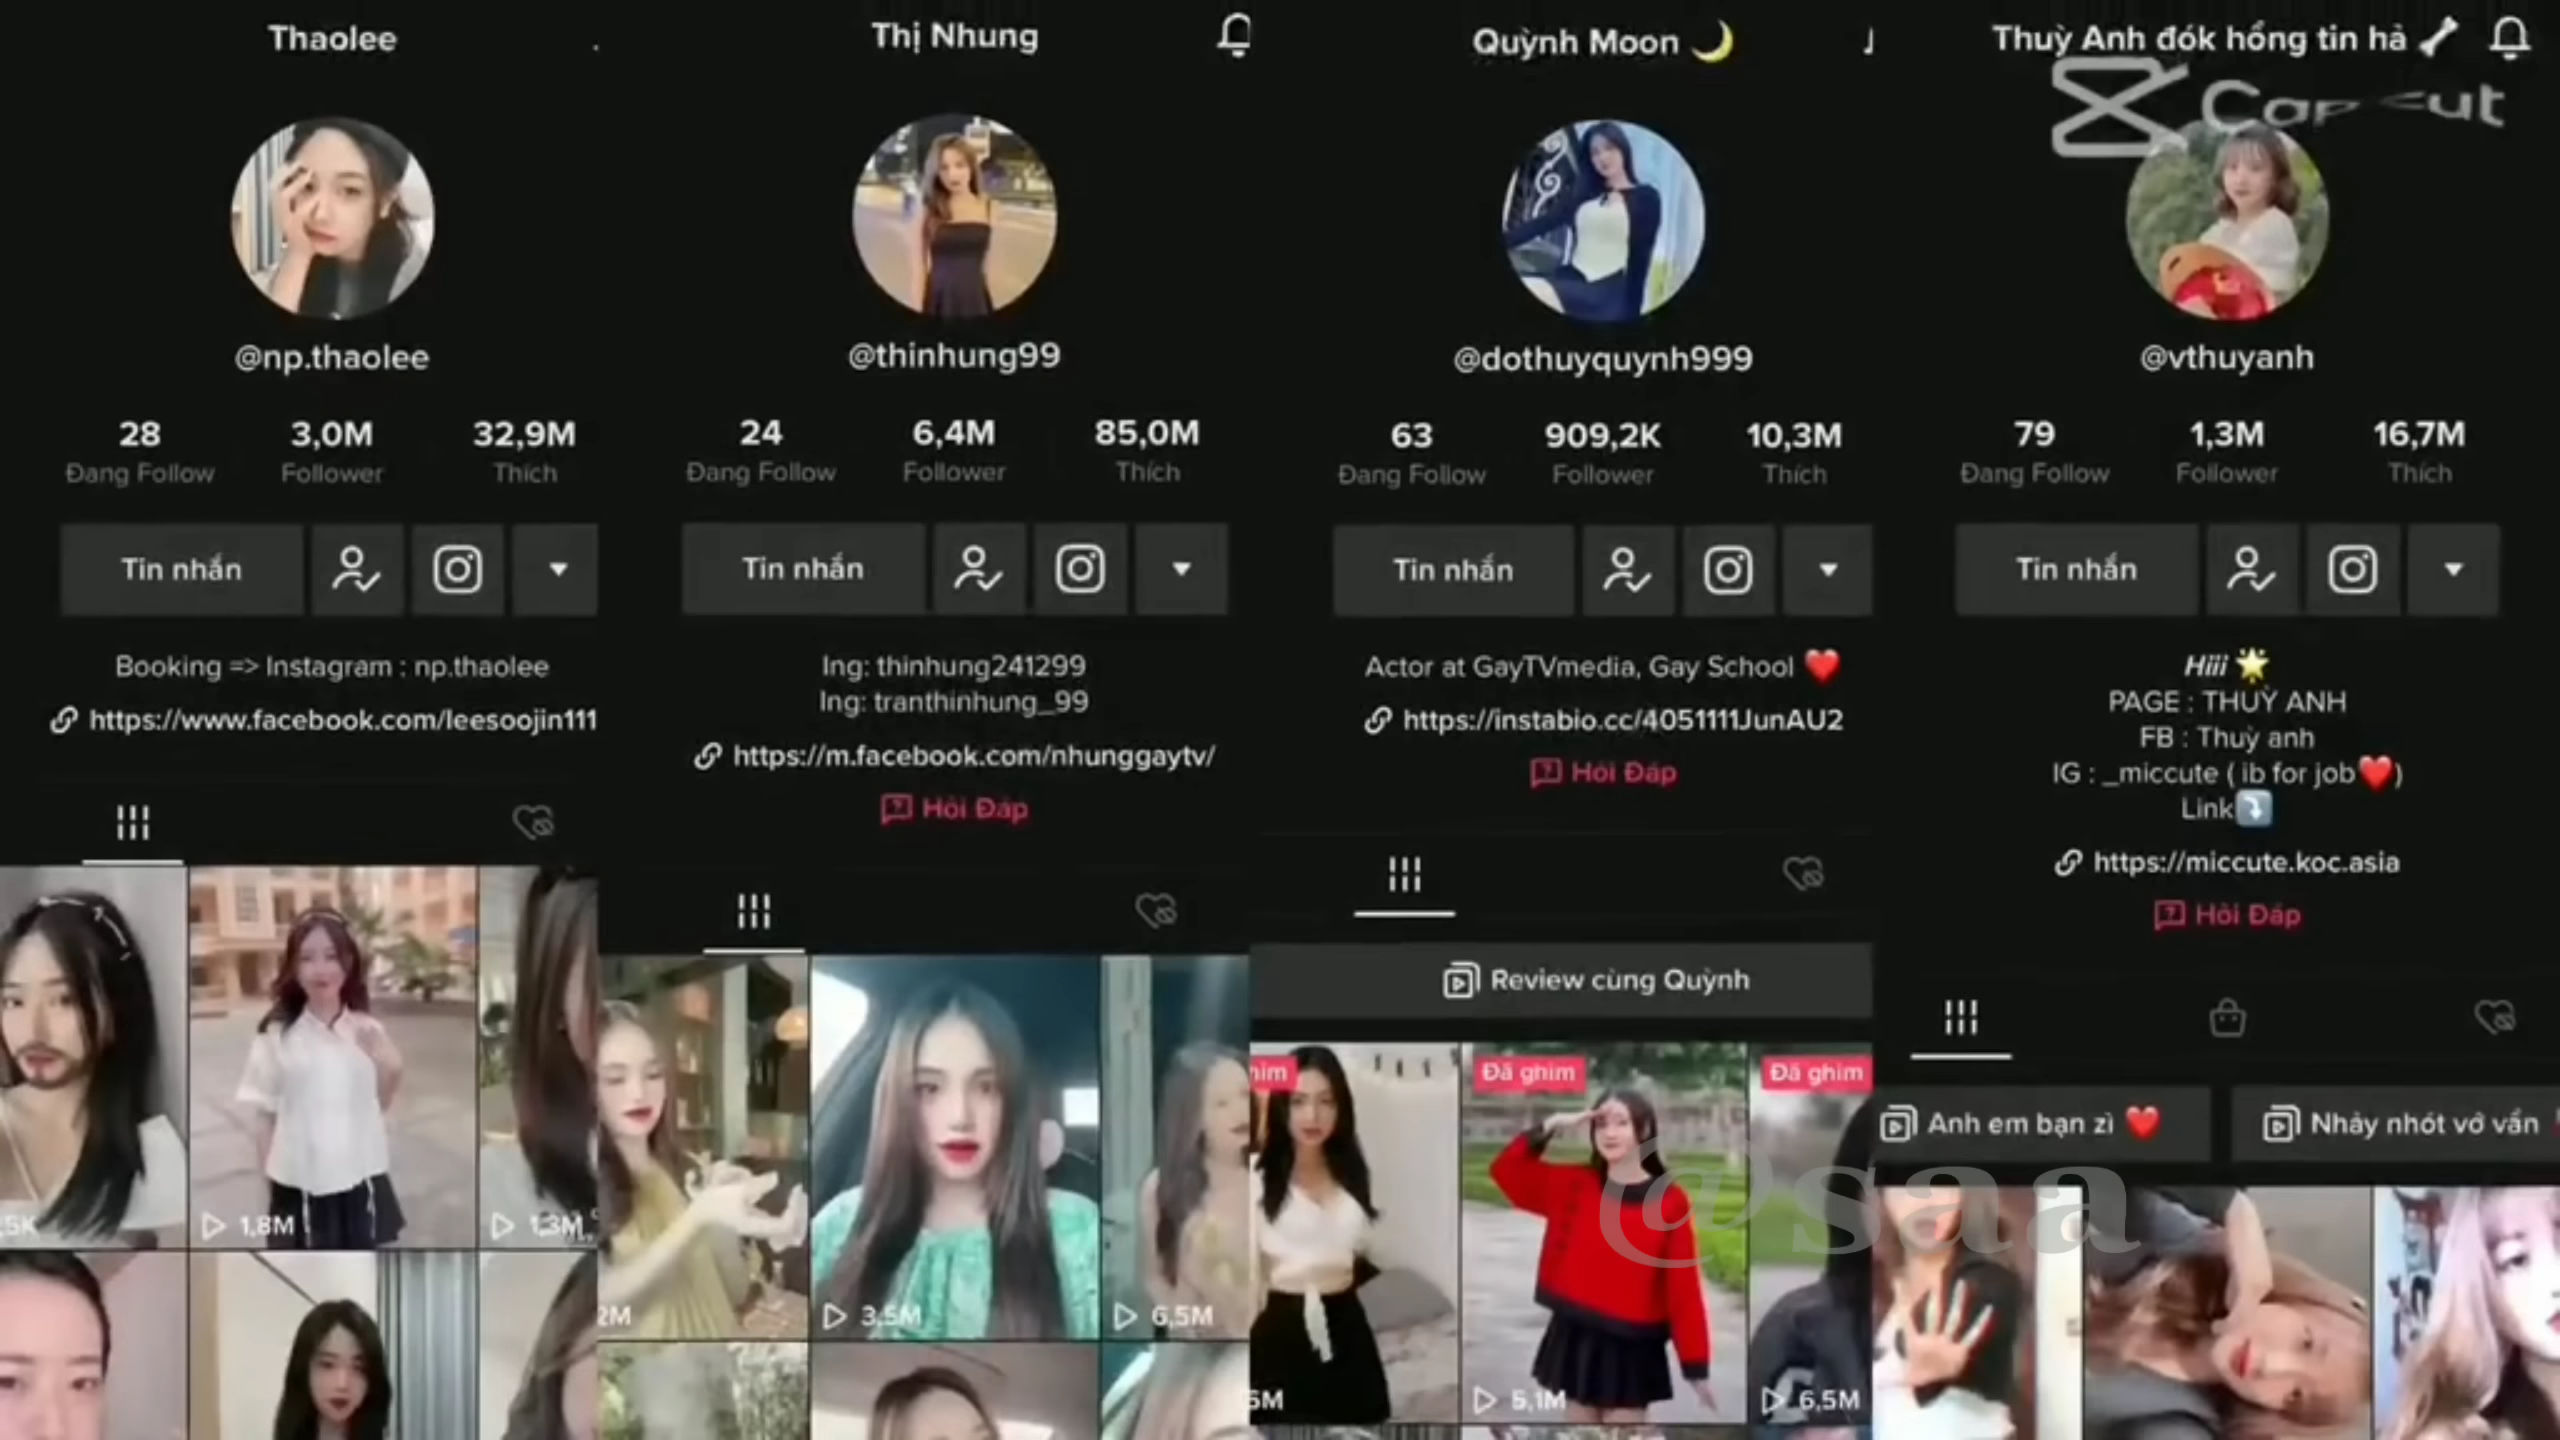 Thaolee
@np.thaolee
28 3,0M 32,9M
Đang Follow Follower Thích
Tin nhắn
Booking => Instagram : np.thaolee
https://www.facebook.com/leesoojin111
1,8M
1,3M
Thị Nhung
@thinhung99
24 6,4M 85,0M
Đang Follow Follower Thích
Tin nhắn
Ing: thinhung241299
Ing: tranthinhung_99
https://m.facebook.com/nhunggaytv/
Hỏi Đáp
2M
3,5M
6,5M
Quỳnh Moon 🌙
@dothuyquynh999
63 909,2K 10,3M
Đang Follow Follower Thích
Tin nhắn
Actor at GayTVmedia, Gay School ❤️
https://instabio.cc/4051111JunAU2
Hỏi Đáp
Review cùng Quỳnh
Đã ghim
Đã ghim
5,1M
6,5M
Thuỳ Anh đók hồng tin hả 🦴
CapCut
@vthuyanh
79 1,3M 16,7M
Đang Follow Follower Thích
Tin nhắn
Hiii 🌟
PAGE : THUỲ ANH
FB : Thuỳ anh
IG : _miccute ( ib for job❤️)
Link⤵️
https://miccute.koc.asia
Hỏi Đáp
Anh em bạn zì ❤️
Nhảy nhót vớ vẩn
@saa